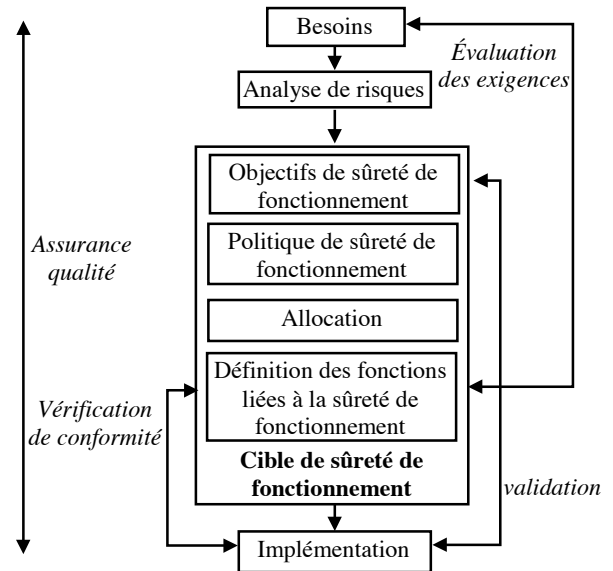 Besoins
Évaluation
des exigences
Analyse de risques
Objectifs de sûreté de
fonctionnement
Politique de sûreté de
fonctionnement
Assurance
qualité
Allocation
Définition des fonctions
liées à la sûreté de
fonctionnement
Vérification
de conformité
Cible de sûreté de
fonctionnement
validation
Implémentation